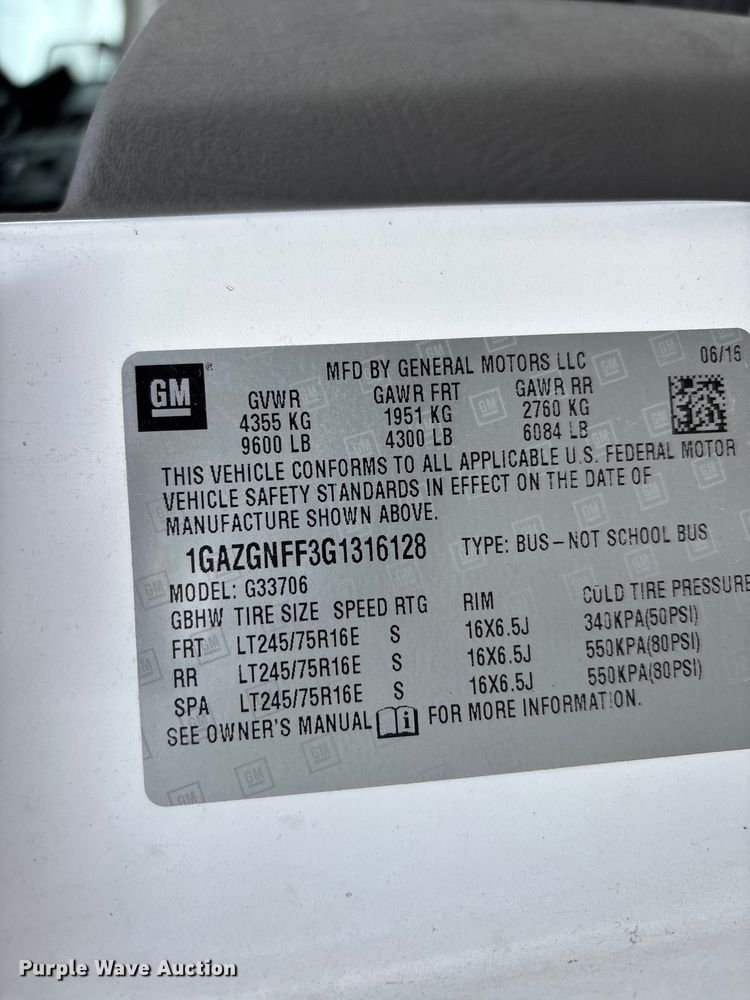 GM
MFD BY GENERAL MOTORS LLC 06/16
GVWR GAWR FRT GAWR RR
4355 KG 1951 KG 2760 KG
9600 LB 4300 LB 6084 LB
THIS VEHICLE CONFORMS TO ALL APPLICABLE U.S. FEDERAL MOTOR
VEHICLE SAFETY STANDARDS IN EFFECT ON THE DATE OF
MANUFACTURE SHOWN ABOVE.
1GAZGNFF3G1316128 TYPE: BUS-NOT SCHOOL BUS
MODEL: G33706
GBHW TIRE SIZE SPEED RTG RIM COLD TIRE PRESSURE
FRT LT245/75R16E S 16X6.5J 340KPA(50PSI)
RR LT245/75R16E S 16X6.5J 550KPA(80PSI)
SPA LT245/75R16E S 16X6.5J 550KPA(80PSI)
SEE OWNER'S MANUAL FOR MORE INFORMATION.
Purple Wave Auction